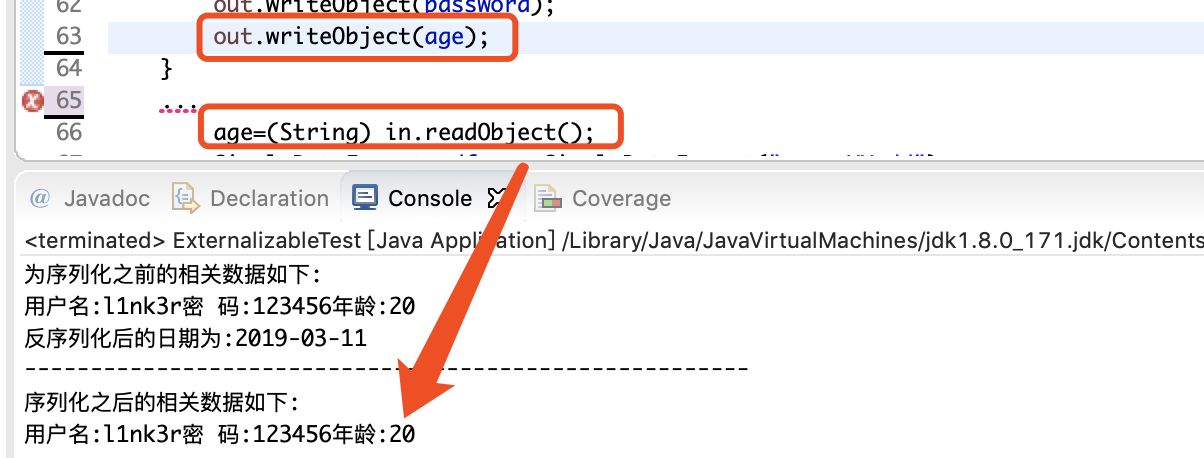 62 out.writeObject(password);
63 out.writeObject(age);
64 }
65 ...
66 age=(String) in.readObject();
@ Javadoc Declaration Console Coverage
<terminated> ExternalizableTest [Java Application] /Library/Java/JavaVirtualMachines/jdk1.8.0_171.jdk/Contents
为序列化之前的相关数据如下:
用户名:l1nk3r密 码:123456年龄:20
反序列化后的日期为:2019-03-11
-------------------------------------------------------
序列化之后的相关数据如下:
用户名:l1nk3r密 码:123456年龄:20